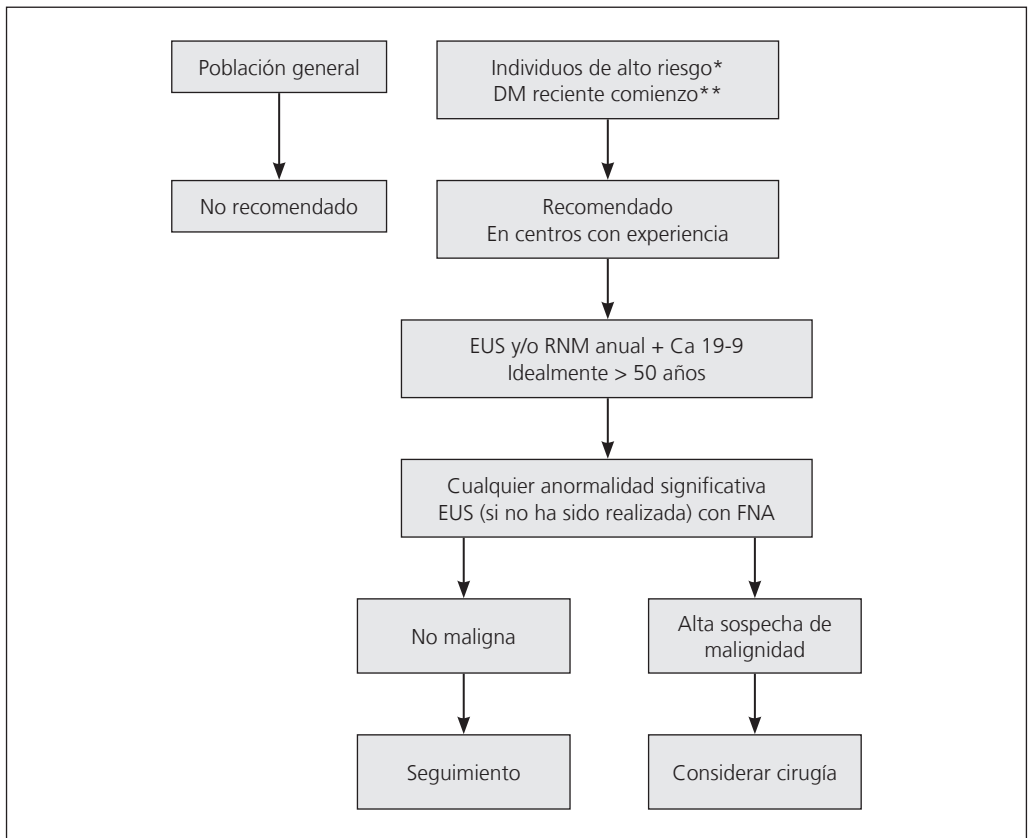 Población general
No recomendado
Individuos de alto riesgo*
DM reciente comienzo**
Recomendado
En centros con experiencia
EUS y/o RNM anual + Ca 19-9
Idealmente > 50 años
Cualquier anormalidad significativa
EUS (si no ha sido realizada) con FNA
No maligna
Seguimiento
Alta sospecha de
malignidad
Considerar cirugía